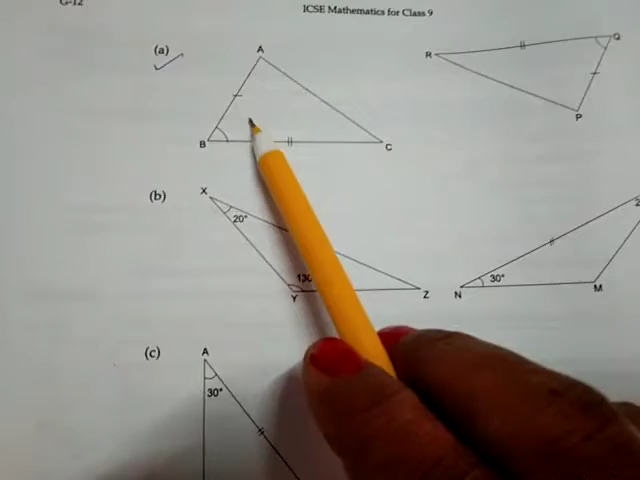 G-12
ICSE Mathematics for Class 9
(a)
A
B
C
R
Q
P
(b)
X
20°
Y
Z
30°
N
M
(c)
A
30°